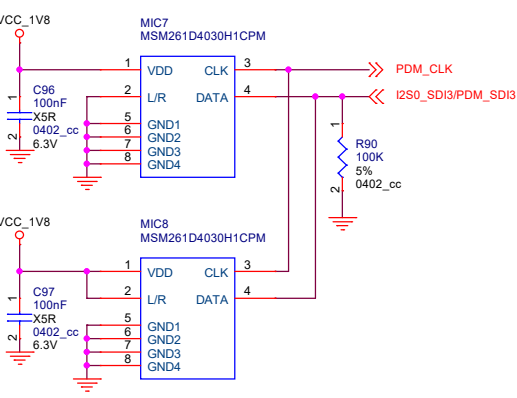 VCC_1V8
MIC7
MSM261D4030H1CPM
1 VDD CLK 3 PDM_CLK
2 L/R DATA 4 I2S0_SDI3/PDM_SDI3
C96
100nF
X5R
0402_cc
6.3V
1
2
5 GND1
6 GND2
7 GND3
8 GND4
1
2
R90
100K
5%
0402_cc
VCC_1V8
MIC8
MSM261D4030H1CPM
1 VDD CLK 3
2 L/R DATA 4
C97
100nF
X5R
0402_cc
6.3V
1
2
5 GND1
6 GND2
7 GND3
8 GND4